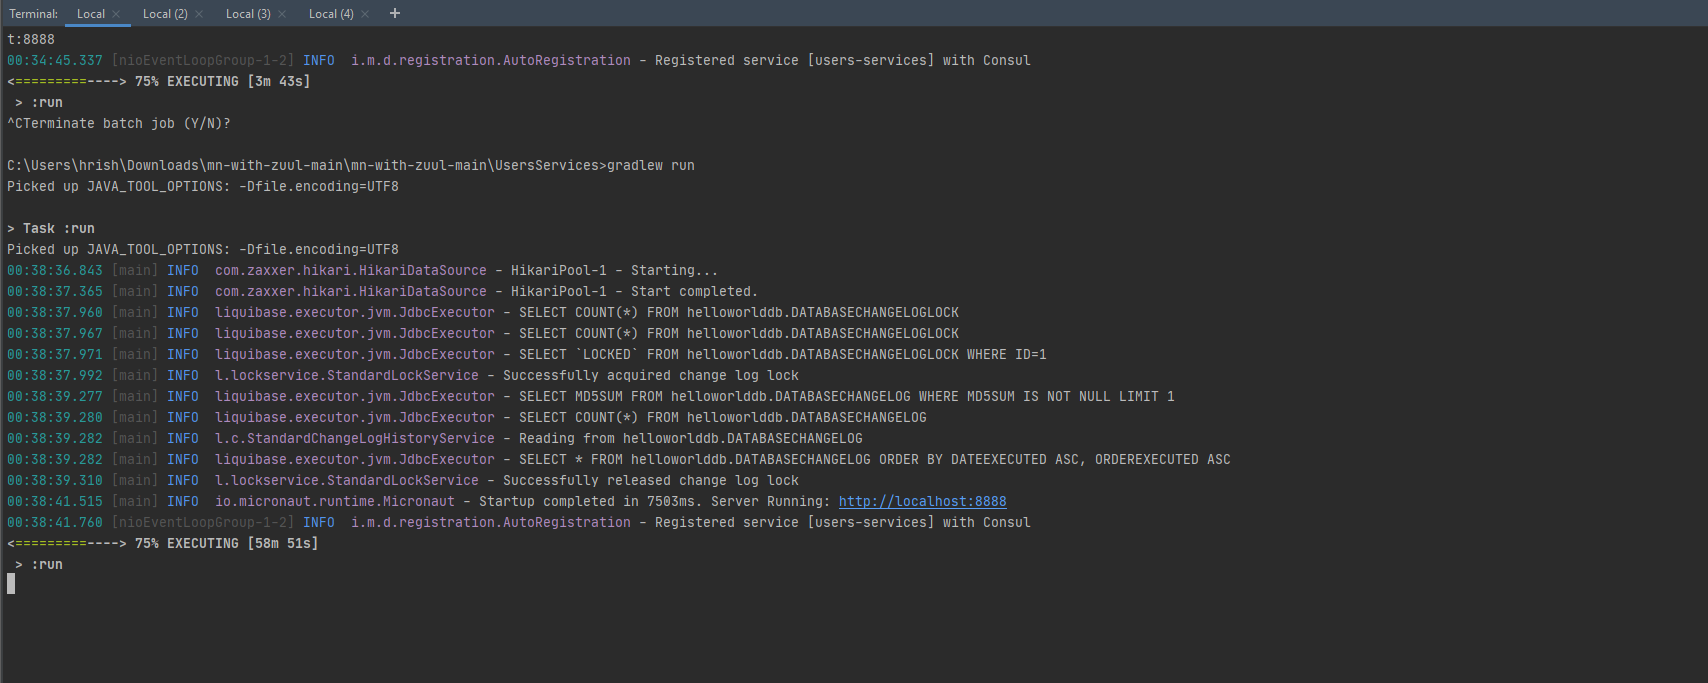 Terminal: Local × Local (2) × Local (3) × Local (4) × +
t:8888
00:34:45.337 [nioEventLoopGroup-1-2] INFO  i.m.d.registration.AutoRegistration - Registered service [users-services] with Consul
<=========----> 75% EXECUTING [3m 43s]
> :run
^CTerminate batch job (Y/N)?
C:\Users\hrish\Downloads\mn-with-zuul-main\mn-with-zuul-main\UsersServices>gradlew run
Picked up JAVA_TOOL_OPTIONS: -Dfile.encoding=UTF8
> Task :run
Picked up JAVA_TOOL_OPTIONS: -Dfile.encoding=UTF8
00:38:36.843 [main] INFO  com.zaxxer.hikari.HikariDataSource - HikariPool-1 - Starting...
00:38:37.365 [main] INFO  com.zaxxer.hikari.HikariDataSource - HikariPool-1 - Start completed.
00:38:37.960 [main] INFO  liquibase.executor.jvm.JdbcExecutor - SELECT COUNT(*) FROM helloworlddb.DATABASECHANGELOGLOCK
00:38:37.967 [main] INFO  liquibase.executor.jvm.JdbcExecutor - SELECT COUNT(*) FROM helloworlddb.DATABASECHANGELOGLOCK
00:38:37.971 [main] INFO  liquibase.executor.jvm.JdbcExecutor - SELECT `LOCKED` FROM helloworlddb.DATABASECHANGELOGLOCK WHERE ID=1
00:38:37.992 [main] INFO  l.lockservice.StandardLockService - Successfully acquired change log lock
00:38:39.277 [main] INFO  liquibase.executor.jvm.JdbcExecutor - SELECT MD5SUM FROM helloworlddb.DATABASECHANGELOG WHERE MD5SUM IS NOT NULL LIMIT 1
00:38:39.280 [main] INFO  liquibase.executor.jvm.JdbcExecutor - SELECT COUNT(*) FROM helloworlddb.DATABASECHANGELOG
00:38:39.282 [main] INFO  l.c.StandardChangeLogHistoryService - Reading from helloworlddb.DATABASECHANGELOG
00:38:39.282 [main] INFO  liquibase.executor.jvm.JdbcExecutor - SELECT * FROM helloworlddb.DATABASECHANGELOG ORDER BY DATEEXECUTED ASC, ORDEREXECUTED ASC
00:38:39.310 [main] INFO  l.lockservice.StandardLockService - Successfully released change log lock
00:38:41.515 [main] INFO  io.micronaut.runtime.Micronaut - Startup completed in 7503ms. Server Running: http://localhost:8888
00:38:41.760 [nioEventLoopGroup-1-2] INFO  i.m.d.registration.AutoRegistration - Registered service [users-services] with Consul
<=========----> 75% EXECUTING [58m 51s]
> :run